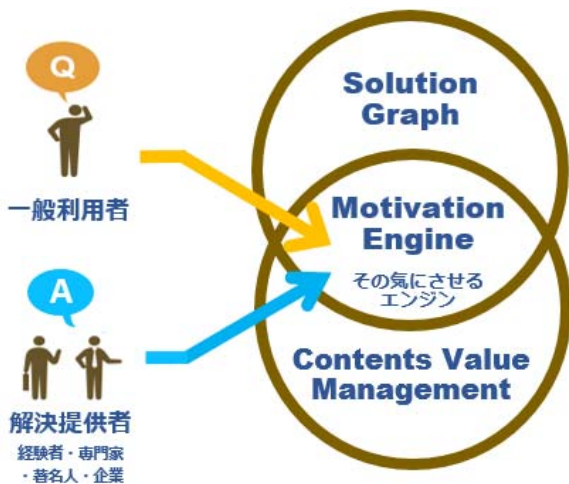 Q
一般利用者
A
解決提供者
経験者・専門家
・著名人・企業
Solution
Graph
Motivation
Engine
その気にさせる
エンジン
Contents Value
Management